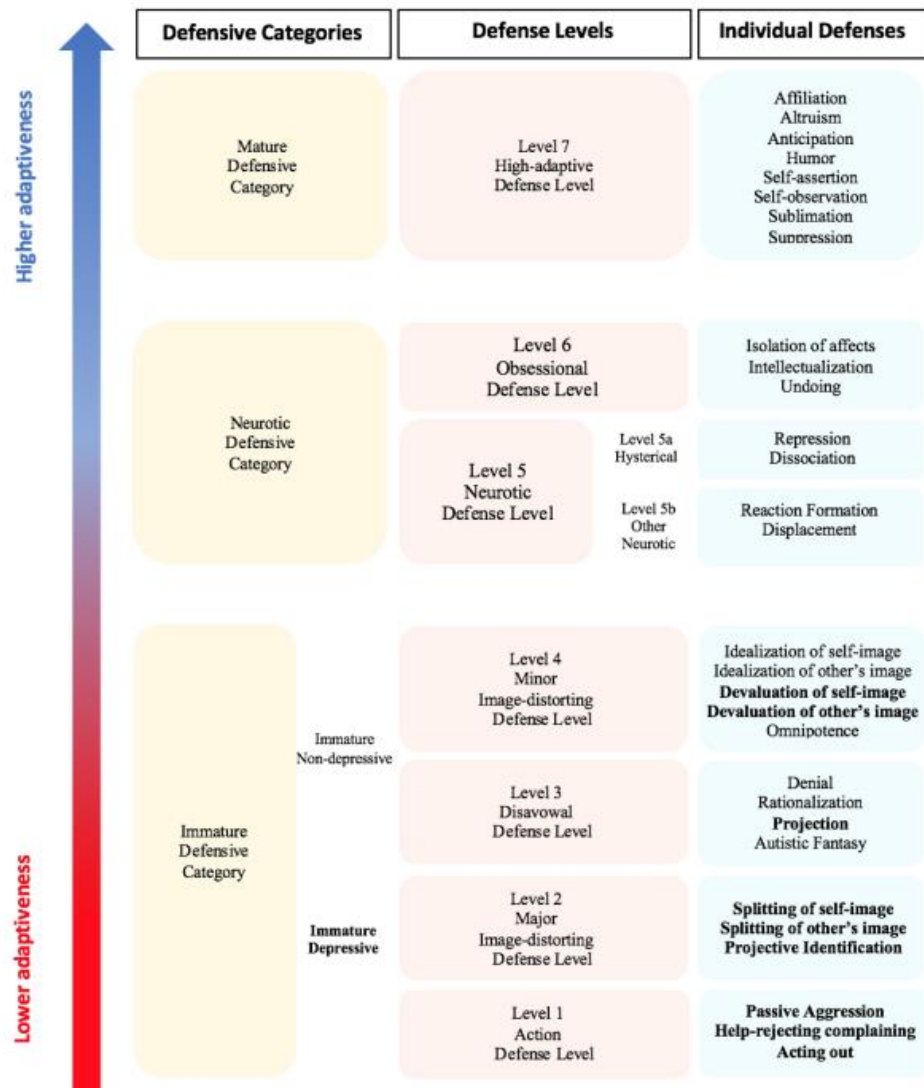 Defensive Categories
Defense Levels
Individual Defenses
Higher adaptiveness
Mature
Defensive
Category
Level 7
High-adaptive
Defense Level
Affiliation
Altruism
Anticipation
Humor
Self-assertion
Self-observation
Sublimation
Suppression
Neurotic
Defensive
Category
Level 6
Obsessional
Defense Level
Isolation of affects
Intellectualization
Undoing
Level 5
Neurotic
Defense Level
Level 5a
Hysterical
Repression
Dissociation
Level 5b
Other
Neurotic
Reaction Formation
Displacement
Lower adaptiveness
Immature
Defensive
Category
Immature
Non-depressive
Level 4
Minor
Image-distorting
Defense Level
Idealization of self-image
Idealization of other's image
Devaluation of self-image
Devaluation of other's image
Omnipotence
Level 3
Disavowal
Defense Level
Denial
Rationalization
Projection
Autistic Fantasy
Immature
Depressive
Level 2
Major
Image-distorting
Defense Level
Splitting of self-image
Splitting of other's image
Projective Identification
Level 1
Action
Defense Level
Passive Aggression
Help-rejecting complaining
Acting out